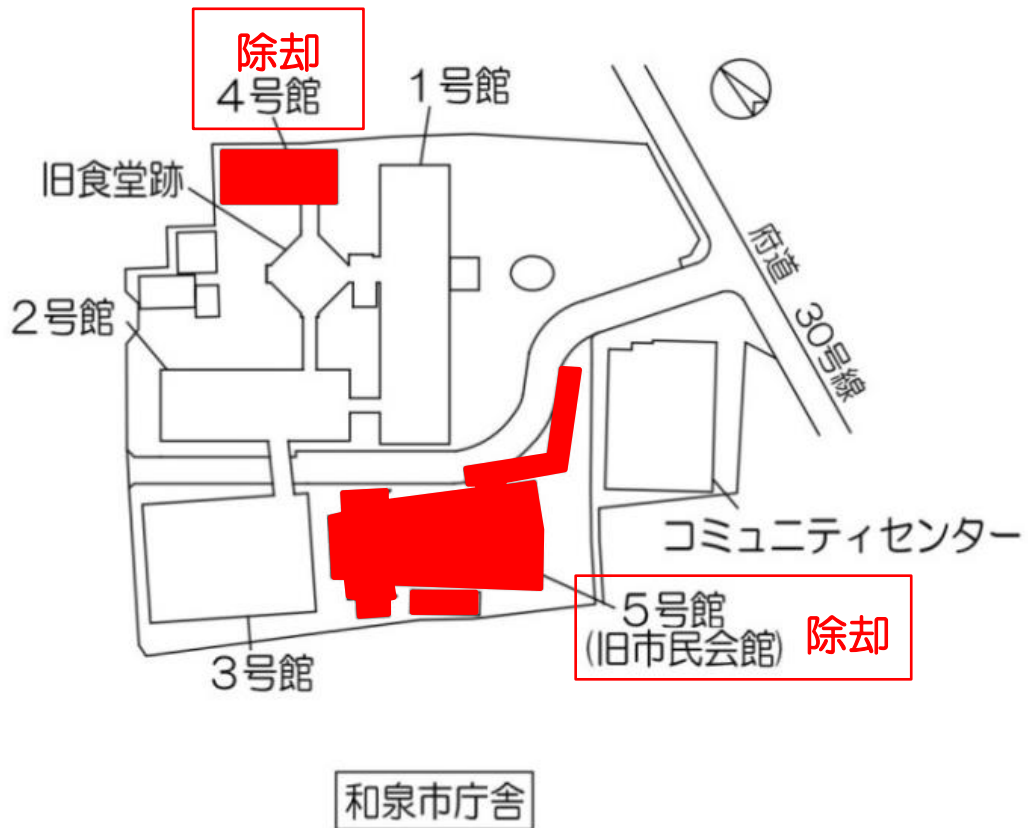 除却
4号館
1号館
旧食堂跡
府道 30号線
2号館
コミュニティセンター
5号館
(旧市民会館)
除却
3号館
和泉市庁舎